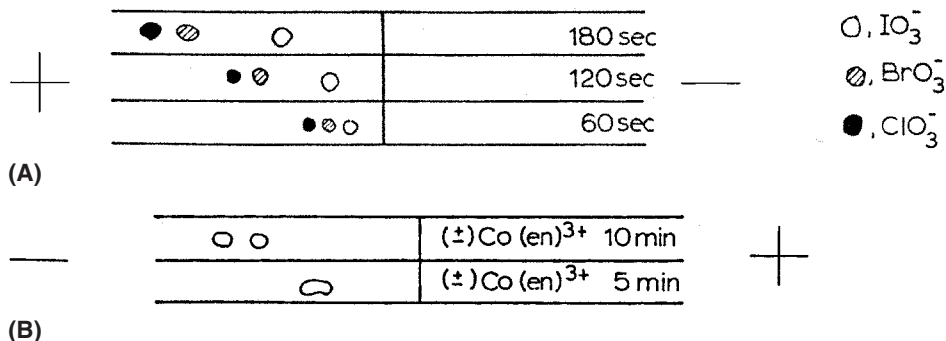 180 sec
120 sec
60 sec
+
—
○, IO₃⁻
◍, BrO₃⁻
●, ClO₃⁻
(A)
—
(±) Co (en)³⁺ 10 min
(±) Co (en)³⁺ 5 min
+
(B)